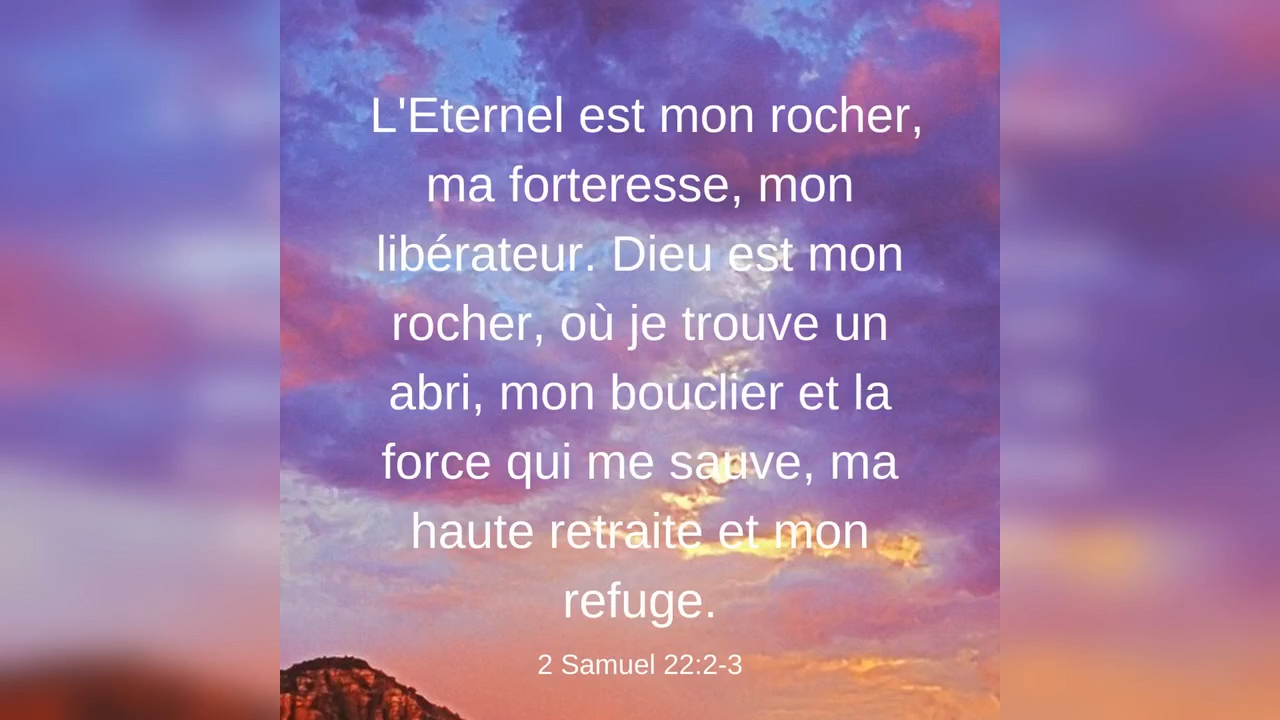 L'Eternel est mon rocher,
ma forteresse, mon
libérateur. Dieu est mon
rocher, où je trouve un
abri, mon bouclier et la
force qui me sauve, ma
haute retraite et mon
refuge.
2 Samuel 22:2-3